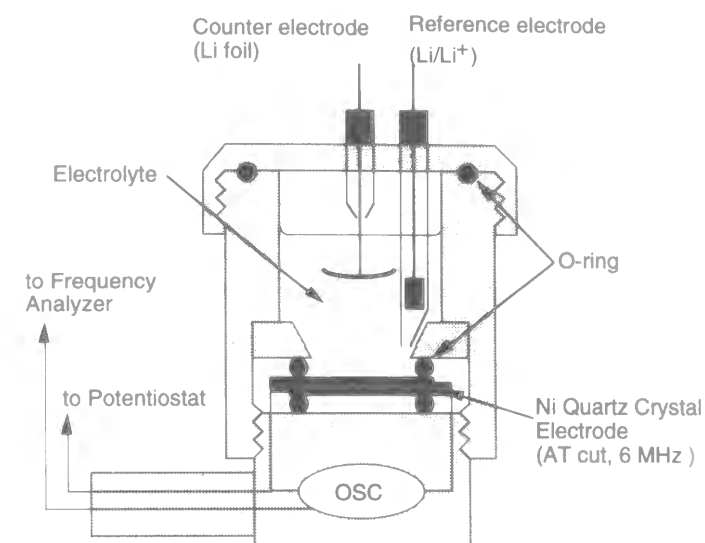 Counter electrode
(Li foil)
Reference electrode
(Li/Li+)
Electrolyte
O-ring
to Frequency
Analyzer
to Potentiostat
Ni Quartz Crystal
Electrode
(AT cut, 6 MHz )
OSC